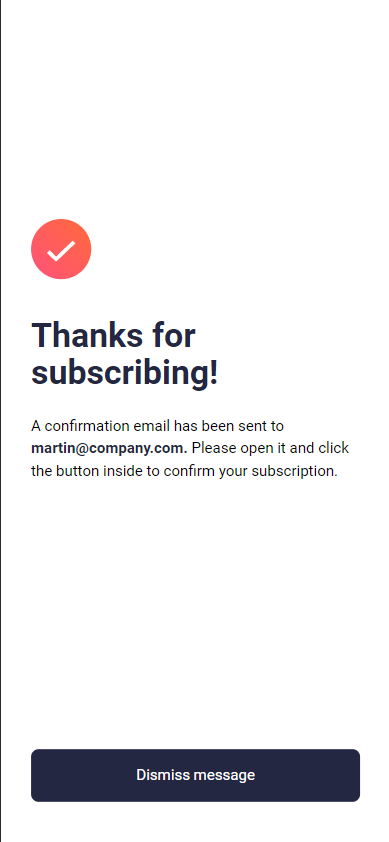 Thanks for
subscribing!
A confirmation email has been sent to
martin@company.com. Please open it and click
the button inside to confirm your subscription.
Dismiss message